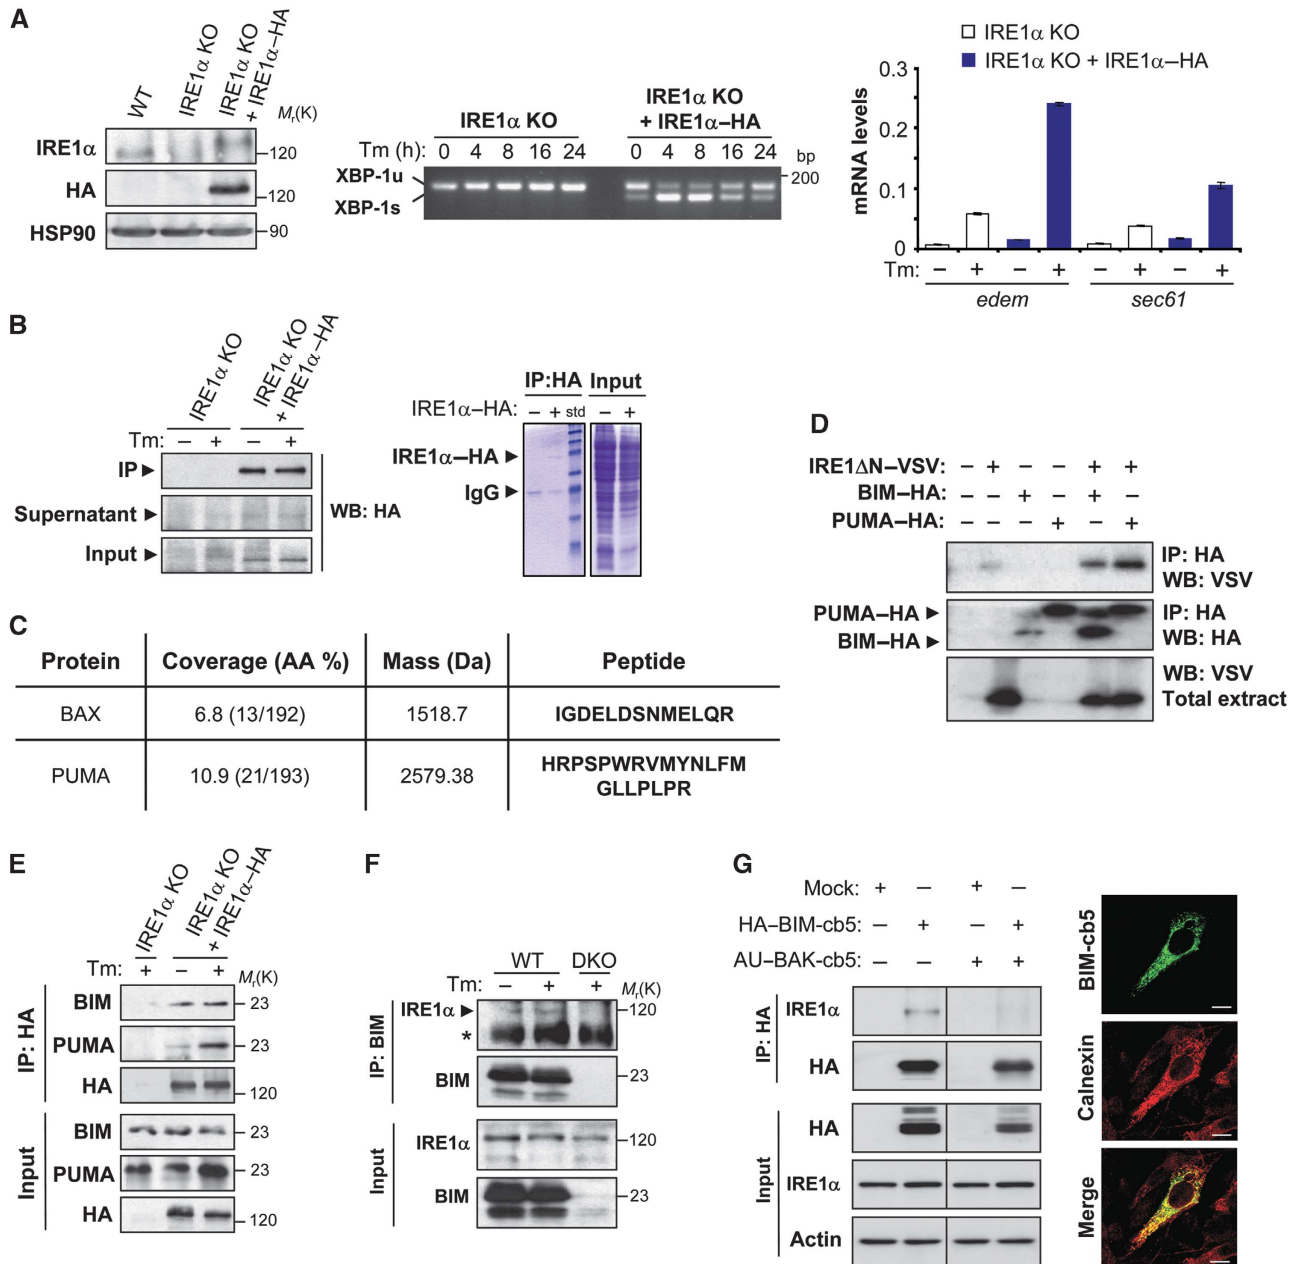 A
WT
IRE1α KO
IRE1α KO
+ IRE1α–HA
Mr(K)
IRE1α
120
HA
120
HSP90
90
IRE1α KO
IRE1α KO
+ IRE1α–HA
Tm (h): 0 4 8 16 24 0 4 8 16 24
bp
XBP-1u
200
XBP-1s
IRE1α KO
IRE1α KO + IRE1α–HA
mRNA levels
0.3
0.2
0.1
0
Tm: – + – + – + – +
edem sec61
B
IRE1α KO
IRE1α KO
+ IRE1α–HA
Tm: – + – +
IP
Supernatant
Input
WB: HA
IP:HA Input
IRE1α–HA: – + std – +
IRE1α–HA
IgG
C
Protein Coverage (AA %) Mass (Da) Peptide
BAX 6.8 (13/192) 1518.7 IGDELDSNMELQR
PUMA 10.9 (21/193) 2579.38 HRPSPWRVMYNLFM
GLLPLPR
D
IRE1ΔN–VSV: – + – – + +
BIM–HA: – – + – + –
PUMA–HA: – – – + – +
IP: HA
WB: VSV
PUMA–HA
BIM–HA
IP: HA
WB: HA
WB: VSV
Total extract
E
IRE1α KO
IRE1α KO
+ IRE1α–HA
Tm: + – +
Mr(K)
IP: HA
BIM 23
PUMA 23
HA 120
Input
BIM 23
PUMA 23
HA 120
F
WT DKO
Tm: – + +
Mr(K)
IP: BIM
IRE1α 120
*
BIM 23
Input
IRE1α 120
BIM 23
G
Mock: + – + –
HA–BIM-cb5: – + – +
AU–BAK-cb5: – – + +
IP: HA
IRE1α
HA
Input
HA
IRE1α
Actin
BIM-cb5
Calnexin
Merge